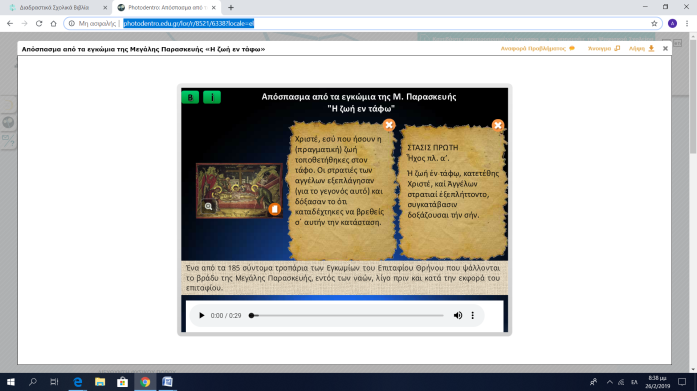 Διαδραστικά Σχολικά Βιβλία
Photodentro: Απόσπασμα από τ
Μη ασφαλής | photodentro.edu.gr/lor/r/8521/6338?locale=el
Απόσπασμα από τα εγκώμια της Μεγάλης Παρασκευής «Η ζωή εν τάφω»
Αναφορά Προβλήματος
Άνοιγμα
Λήψη
B i
Απόσπασμα από τα εγκώμια της Μ. Παρασκευής
"Η ζωή εν τάφω"
Χριστέ, εσύ που ήσουν η
(πραγματική) ζωή
τοποθετήθηκες στον
τάφο. Οι στρατιές των
αγγέλων εξεπλάγησαν
(για το γεγονός αυτό) και
δόξασαν το ότι
καταδέχτηκες να βρεθείς
σ΄ αυτήν την κατάσταση.
ΣΤΑΣΙΣ ΠΡΩΤΗ
Ἦχος πλ. α΄.
Ἡ ζωή ἐν τάφῳ, κατετέθης
Χριστέ, καί Ἀγγέλων
στρατιαί ἐξεπλήττοντο,
συγκατάβασιν
δοξάζουσαι τήν σήν.
Ένα από τα 185 σύντομα τροπάρια των Εγκωμίων του Επιταφίου Θρήνου που ψάλλονται
το βράδυ της Μεγάλης Παρασκευής, εντός των ναών, λίγο πριν και κατά την εκφορά του
επιταφίου.
0:00 / 0:29
ΕΛ
8:38 μμ
26/2/2019